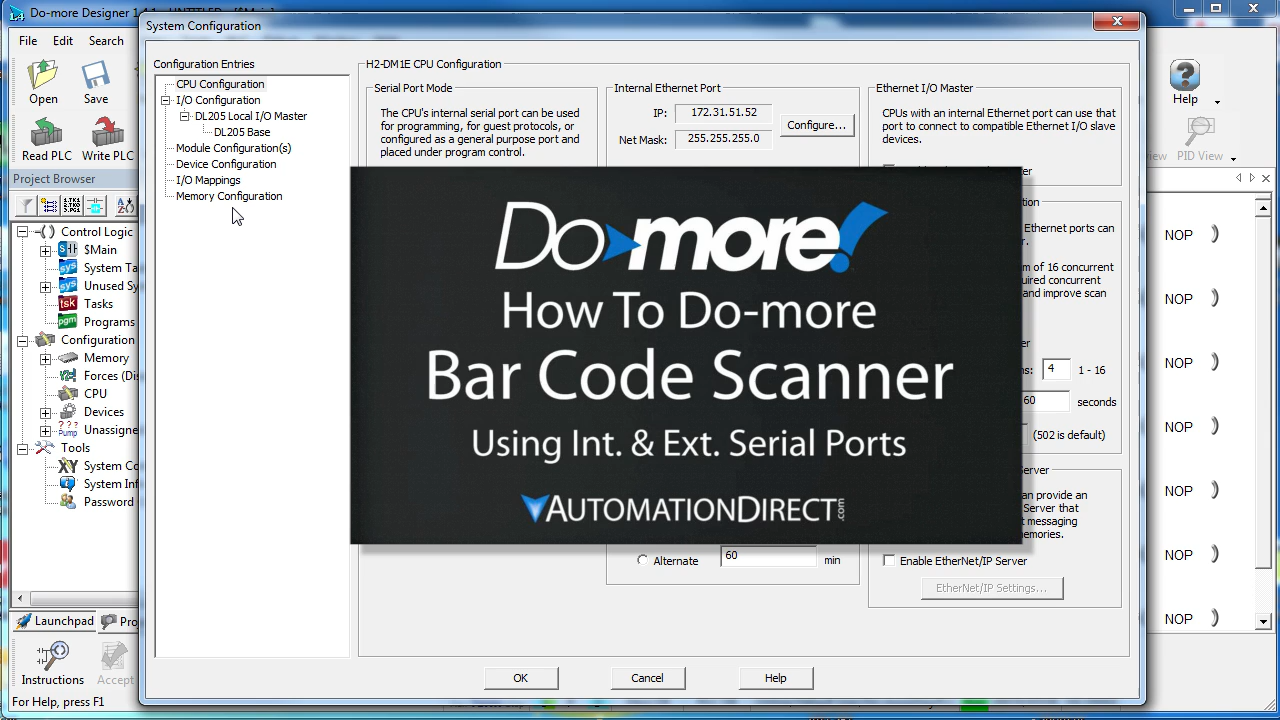 Do-more Designer 1.4.1 - UNTITLED - [$Main]
System Configuration
File Edit Search
Open Save
Read PLC Write PLC
Project Browser
Control Logic
$Main
System Ta
Unused Sy
Tasks
Programs
Configuration
Memory
Forces (Dis
CPU
Devices
Unassigne
Tools
XY System Co
System Inf
Password
Launchpad Pro
Instructions Accept
For Help, press F1
Configuration Entries
CPU Configuration
I/O Configuration
DL205 Local I/O Master
DL205 Base
Module Configuration(s)
Device Configuration
I/O Mappings
Memory Configuration
H2-DM1E CPU Configuration
Serial Port Mode
The CPU's internal serial port can be used
for programming, for guest protocols, or
configured as a general purpose port and
placed under program control.
Internal Ethernet Port
IP: 172.31.51.52
Net Mask: 255.255.255.0
Configure...
Ethernet I/O Master
CPUs with an internal Ethernet port can use that
port to connect to compatible Ethernet I/O slave
devices.
Do-more!
How To Do-more
Bar Code Scanner
Using Int. & Ext. Serial Ports
AUTOMATIONDIRECT.com
Ethernet ports can
m of 16 concurrent
uired concurrent
and improve scan
4 1 - 16
60 seconds
(502 is default)
Server
an provide an
Server that
t messaging
emories.
Alternate 60 min
Enable EtherNet/IP Server
EtherNet/IP Settings...
OK Cancel Help
Help
iew PID View
NOP
NOP
NOP
NOP
NOP
NOP
NOP